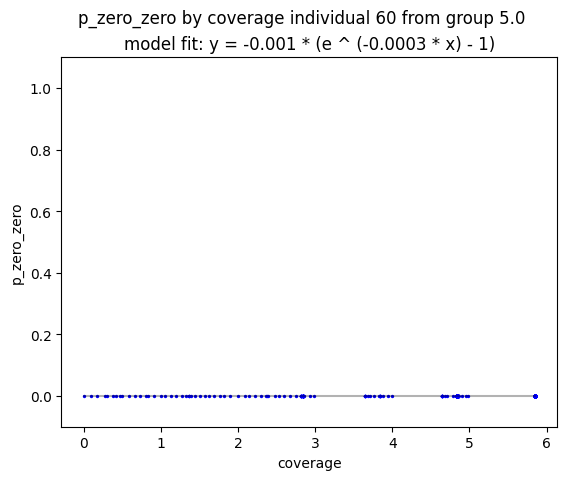 p_zero_zero by coverage individual 60 from group 5.0
model fit: y = -0.001 * (e ^ (-0.0003 * x) - 1)
1.0
0.8
0.6
0.4
0.2
0.0
p_zero_zero
0 1 2 3 4 5 6
coverage